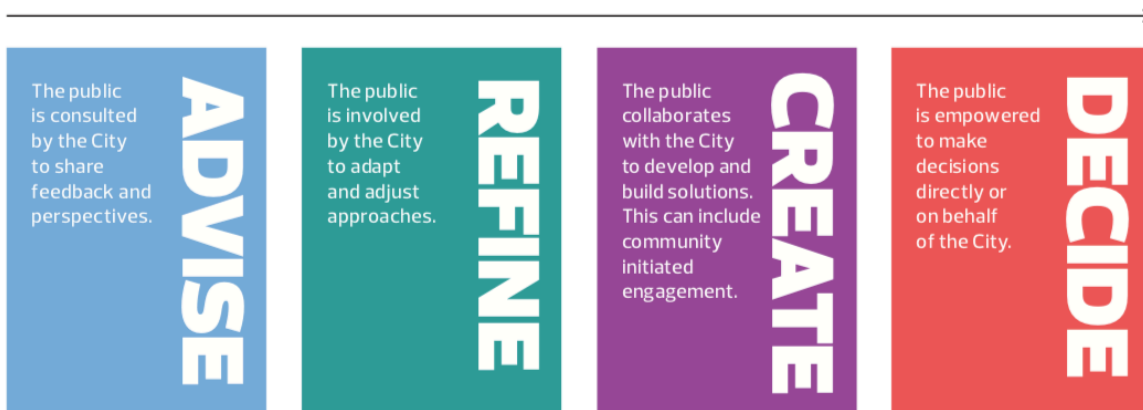 The public
is consulted
by the City
to share
feedback and
perspectives.
ADVISE
The public
is involved
by the City
to adapt
and adjust
approaches.
REFINE
The public
collaborates
with the City
to develop and
build solutions.
This can include
community
initiated
engagement.
CREATE
The public
is empowered
to make
decisions
directly or
on behalf
of the City.
DECIDE